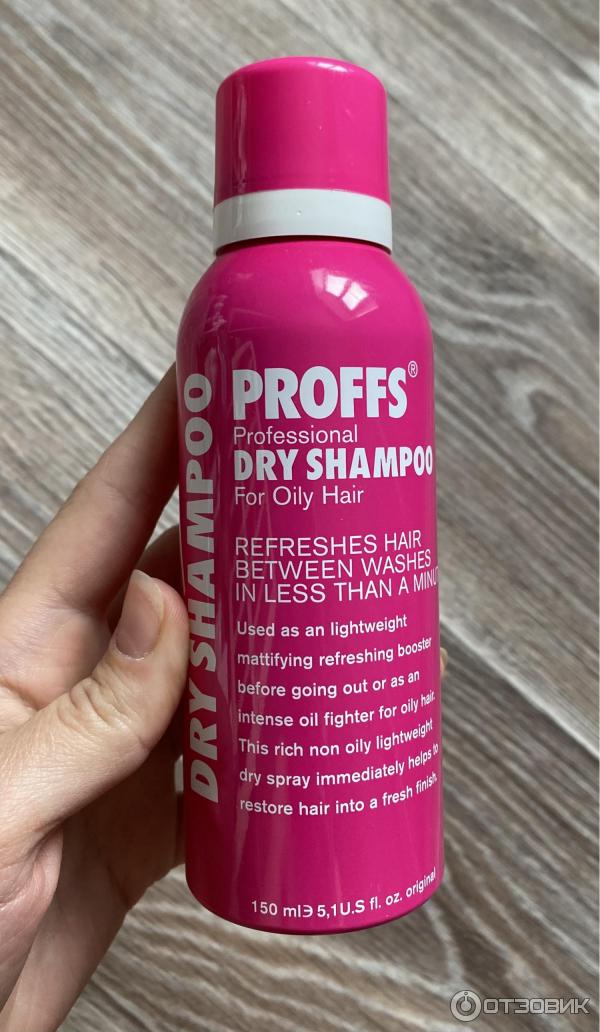 DRY SHAMPOO
PROFFS®
Professional
DRY SHAMPOO
For Oily Hair
REFRESHES HAIR
BETWEEN WASHES
IN LESS THAN A MINUT
Used as an lightweight
mattifying refreshing booster
before going out or as an
intense oil fighter for oily hair.
This rich non oily lightweight
dry spray immediately helps to
restore hair into a fresh finish.
150 ml℮ 5,1U.S fl. oz. original
ОТЗОВИК